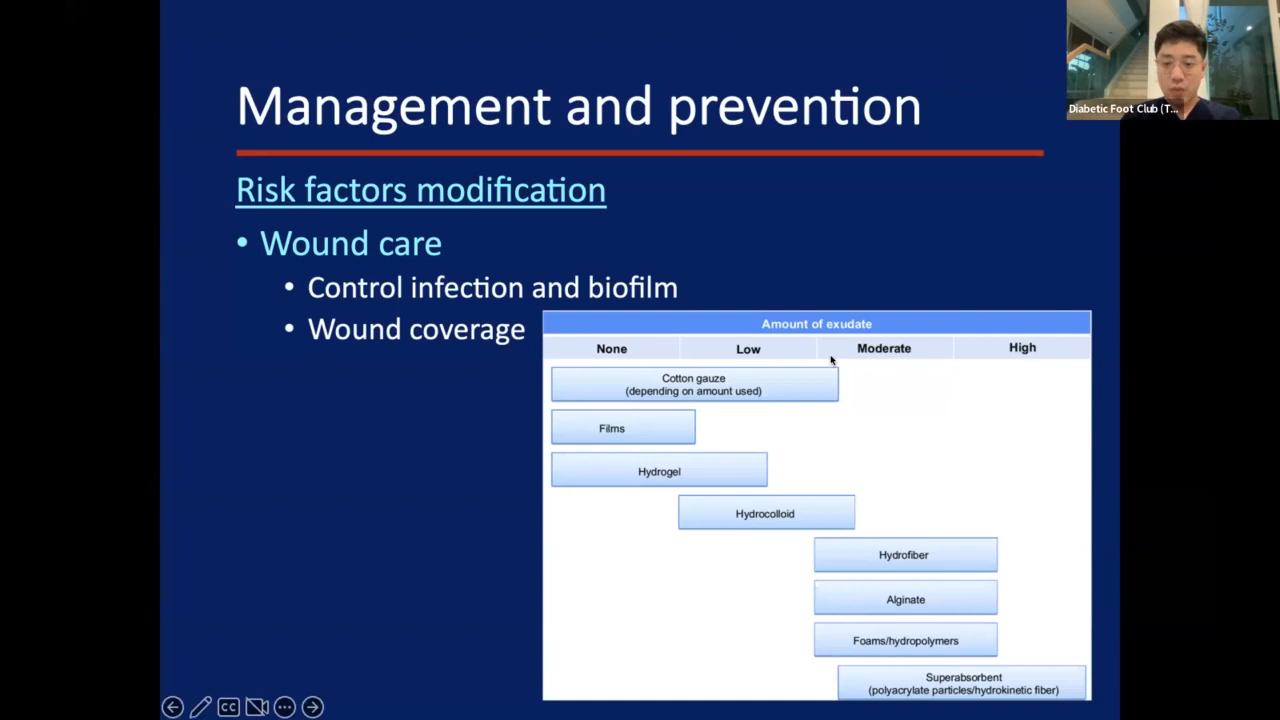 Management and prevention
Diabetic Foot Club (T...
Risk factors modification
• Wound care
• Control infection and biofilm
• Wound coverage
Amount of exudate
None Low Moderate High
Cotton gauze
(depending on amount used)
Films
Hydrogel
Hydrocolloid
Hydrofiber
Alginate
Foams/hydropolymers
Superabsorbent
(polyacrylate particles/hydrokinetic fiber)
CC